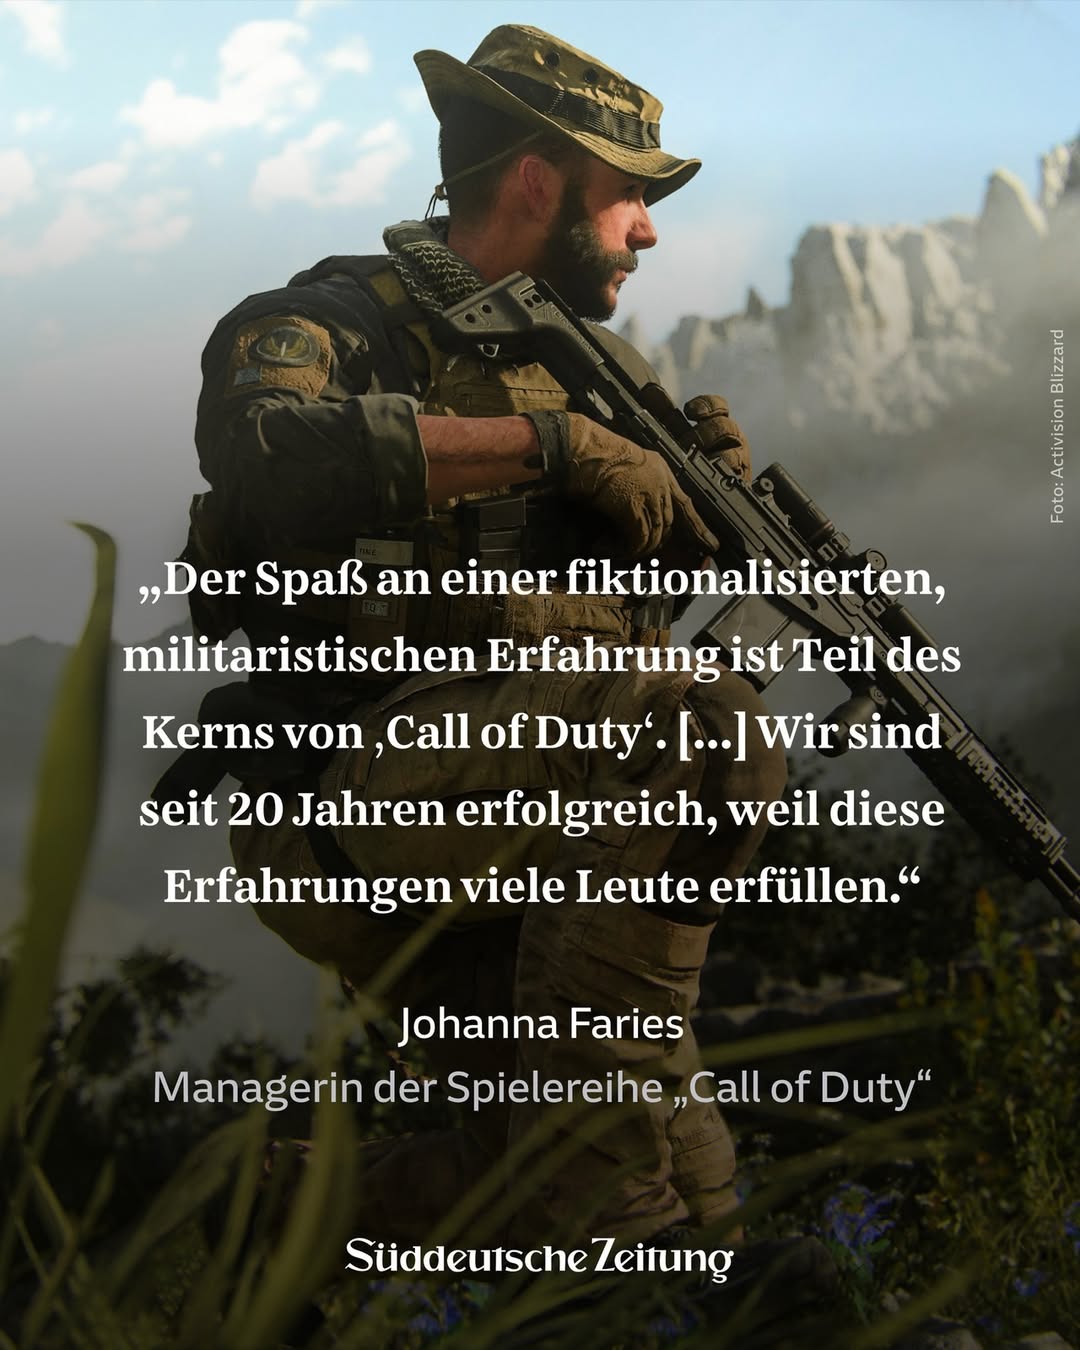 „Der Spaß an einer fiktionalisierten,
militaristischen Erfahrung ist Teil des
Kerns von ‚Call of Duty‘. [...] Wir sind
seit 20 Jahren erfolgreich, weil diese
Erfahrungen viele Leute erfüllen.“
Johanna Faries
Managerin der Spielereihe „Call of Duty“
Süddeutsche Zeitung
Foto: Activision Blizzard